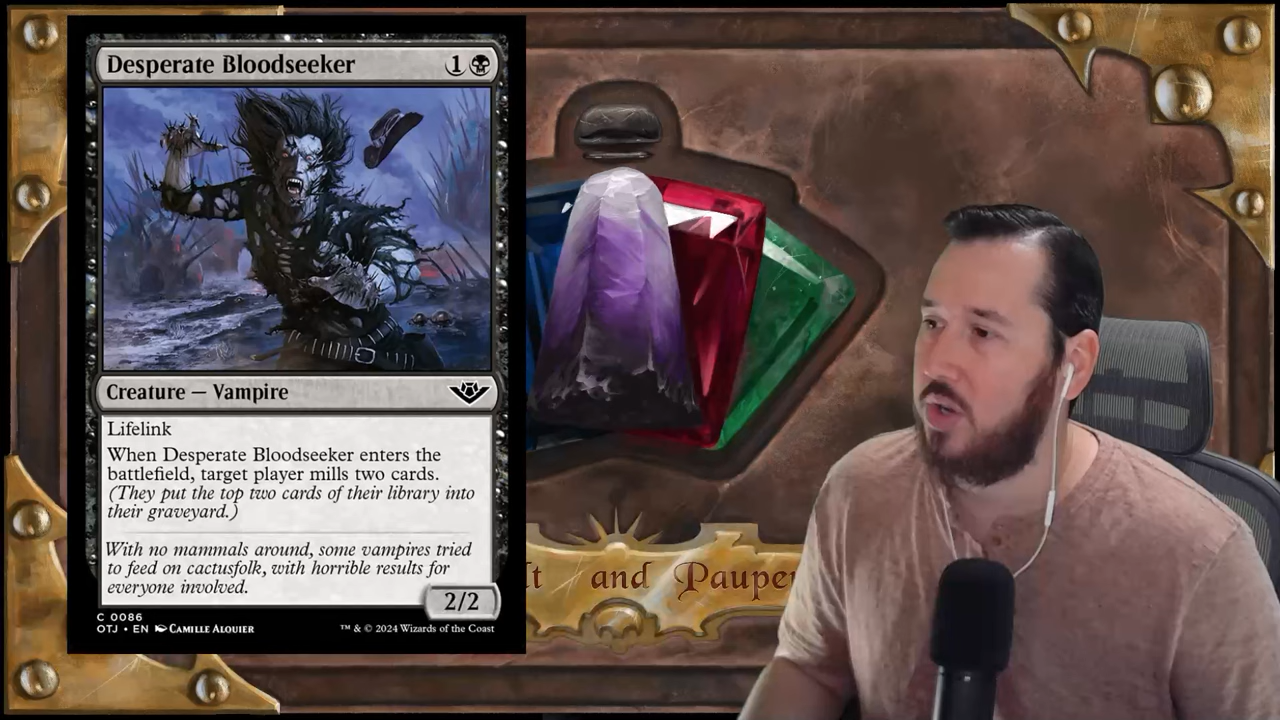 Desperate Bloodseeker 1
Creature — Vampire
Lifelink
When Desperate Bloodseeker enters the
battlefield, target player mills two cards.
(They put the top two cards of their library into
their graveyard.)
With no mammals around, some vampires tried
to feed on cactusfolk, with horrible results for
everyone involved.
2/2
C 0086
OTJ • EN CAMILLE ALOUIER
™ & © 2024 Wizards of the Coast
and